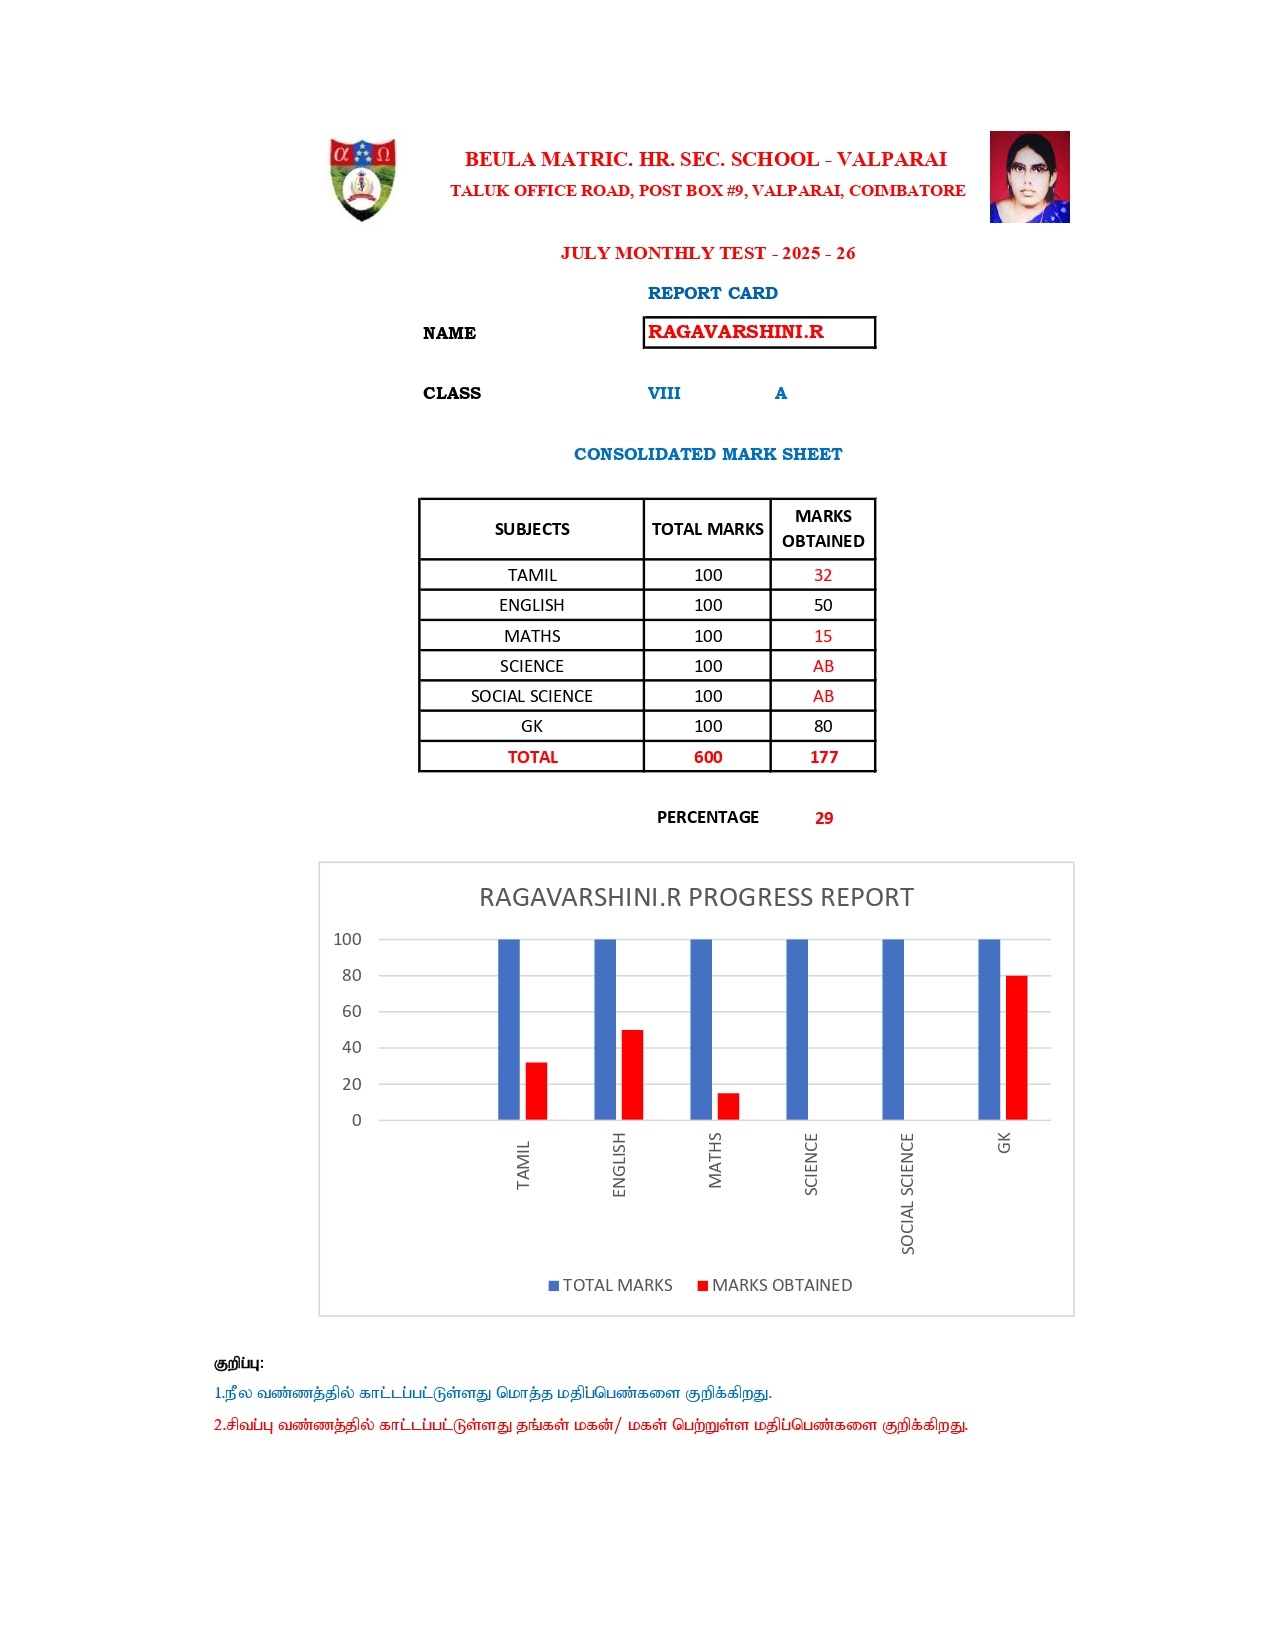 α Ω
BEULA MATRIC. HR. SEC. SCHOOL - VALPARAI
TALUK OFFICE ROAD, POST BOX #9, VALPARAI, COIMBATORE
JULY MONTHLY TEST - 2025 - 26
REPORT CARD
NAME RAGAVARSHINI.R
CLASS VIII A
CONSOLIDATED MARK SHEET
SUBJECTS TOTAL MARKS MARKS OBTAINED
TAMIL 100 32
ENGLISH 100 50
MATHS 100 15
SCIENCE 100 AB
SOCIAL SCIENCE 100 AB
GK 100 80
TOTAL 600 177
PERCENTAGE 29
RAGAVARSHINI.R PROGRESS REPORT
100
80
60
40
20
0
TAMIL ENGLISH MATHS SCIENCE SOCIAL SCIENCE GK
TOTAL MARKS MARKS OBTAINED
குறிப்பு:
1.நீல வண்ணத்தில் காட்டப்பட்டுள்ளது மொத்த மதிப்பெண்களை குறிக்கிறது.
2.சிவப்பு வண்ணத்தில் காட்டப்பட்டுள்ளது தங்கள் மகன்/ மகள் பெற்றுள்ள மதிப்பெண்களை குறிக்கிறது.